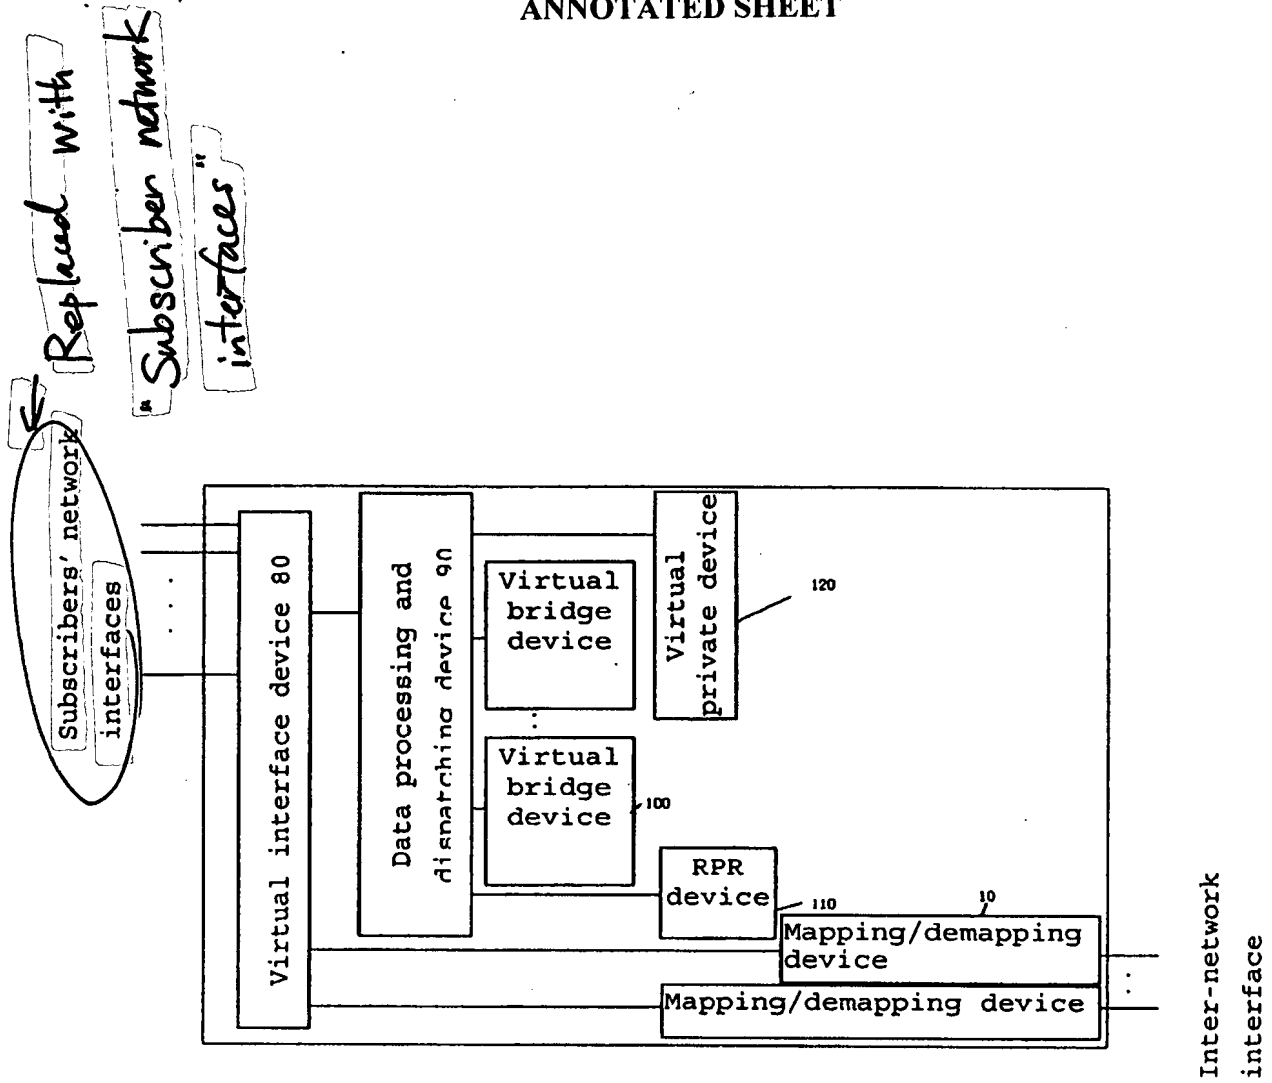 ANNOTATED SHEET
Replaced with
"Subscriber network
interfaces"
Subscribers' network
interfaces
Virtual interface device 80
Data processing and
dispatching device 90
Virtual
bridge
device
Virtual
private device
120
Virtual
bridge
device
100
RPR
device
110
10
Mapping/demapping
device
Mapping/demapping device
Inter-network
interface